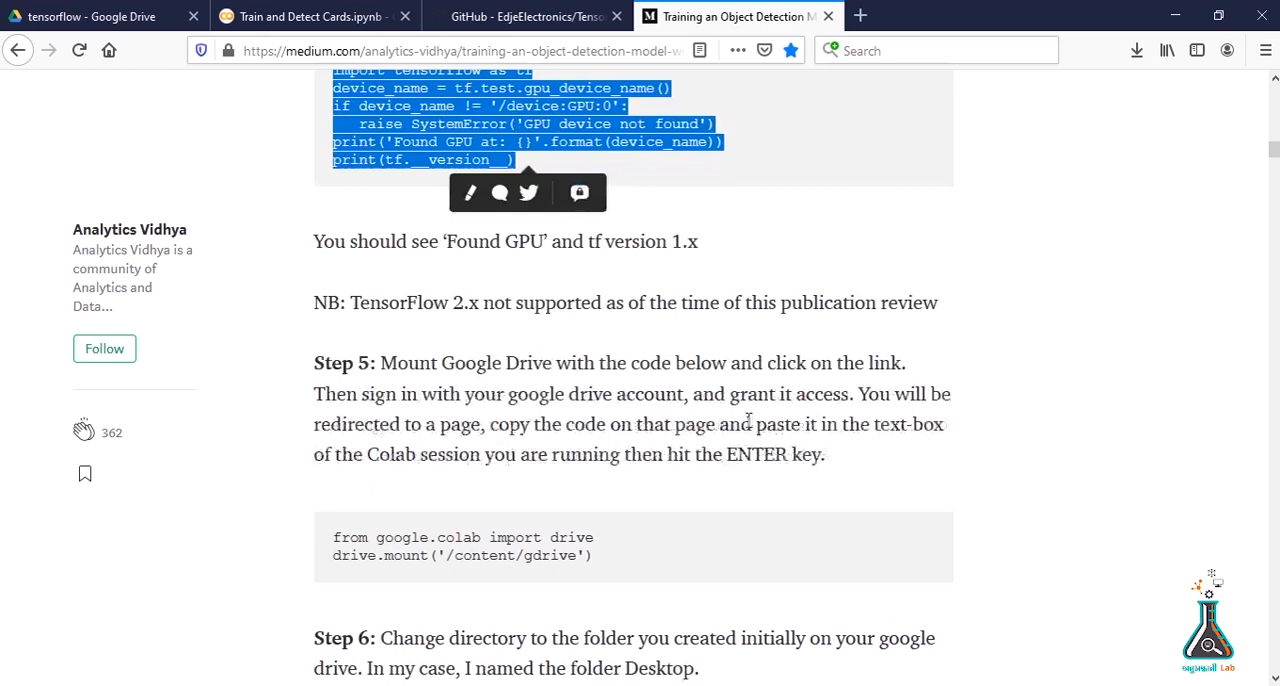 tensorflow - Google Drive
Train and Detect Cards.ipynb -
GitHub - EdjeElectronics/Tenso
Training an Object Detection M
https://medium.com/analytics-vidhya/training-an-object-detection-model-w
Search
import tensorflow as tf
device_name = tf.test.gpu_device_name()
if device_name != '/device:GPU:0':
raise SystemError('GPU device not found')
print('Found GPU at: {}'.format(device_name))
print(tf.__version__)
Analytics Vidhya
Analytics Vidhya is a
community of
Analytics and
Data...
Follow
362
You should see ‘Found GPU’ and tf version 1.x
NB: TensorFlow 2.x not supported as of the time of this publication review
Step 5: Mount Google Drive with the code below and click on the link.
Then sign in with your google drive account, and grant it access. You will be
redirected to a page, copy the code on that page and paste it in the text-box
of the Colab session you are running then hit the ENTER key.
from google.colab import drive
drive.mount('/content/gdrive')
Step 6: Change directory to the folder you created initially on your google
drive. In my case, I named the folder Desktop.
Lab